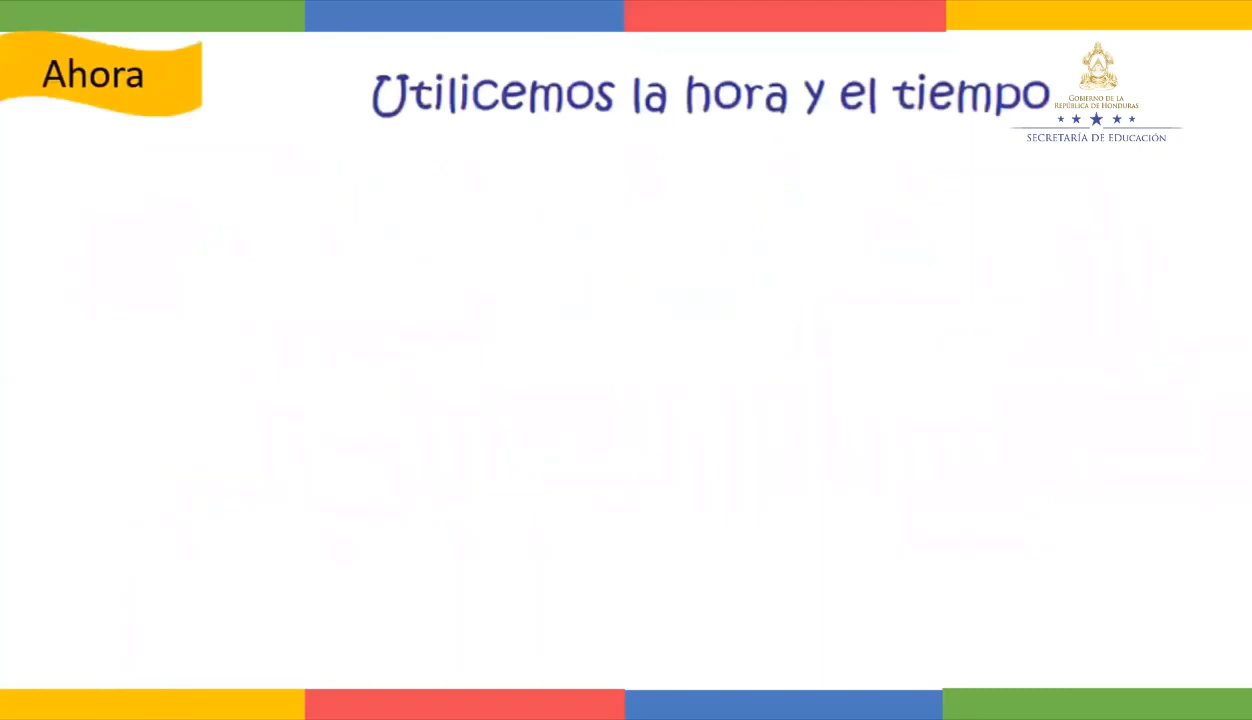 Ahora
Utilicemos la hora y el tiempo
GOBIERNO DE LA
REPÚBLICA DE HONDURAS
SECRETARÍA DE EDUCACIÓN